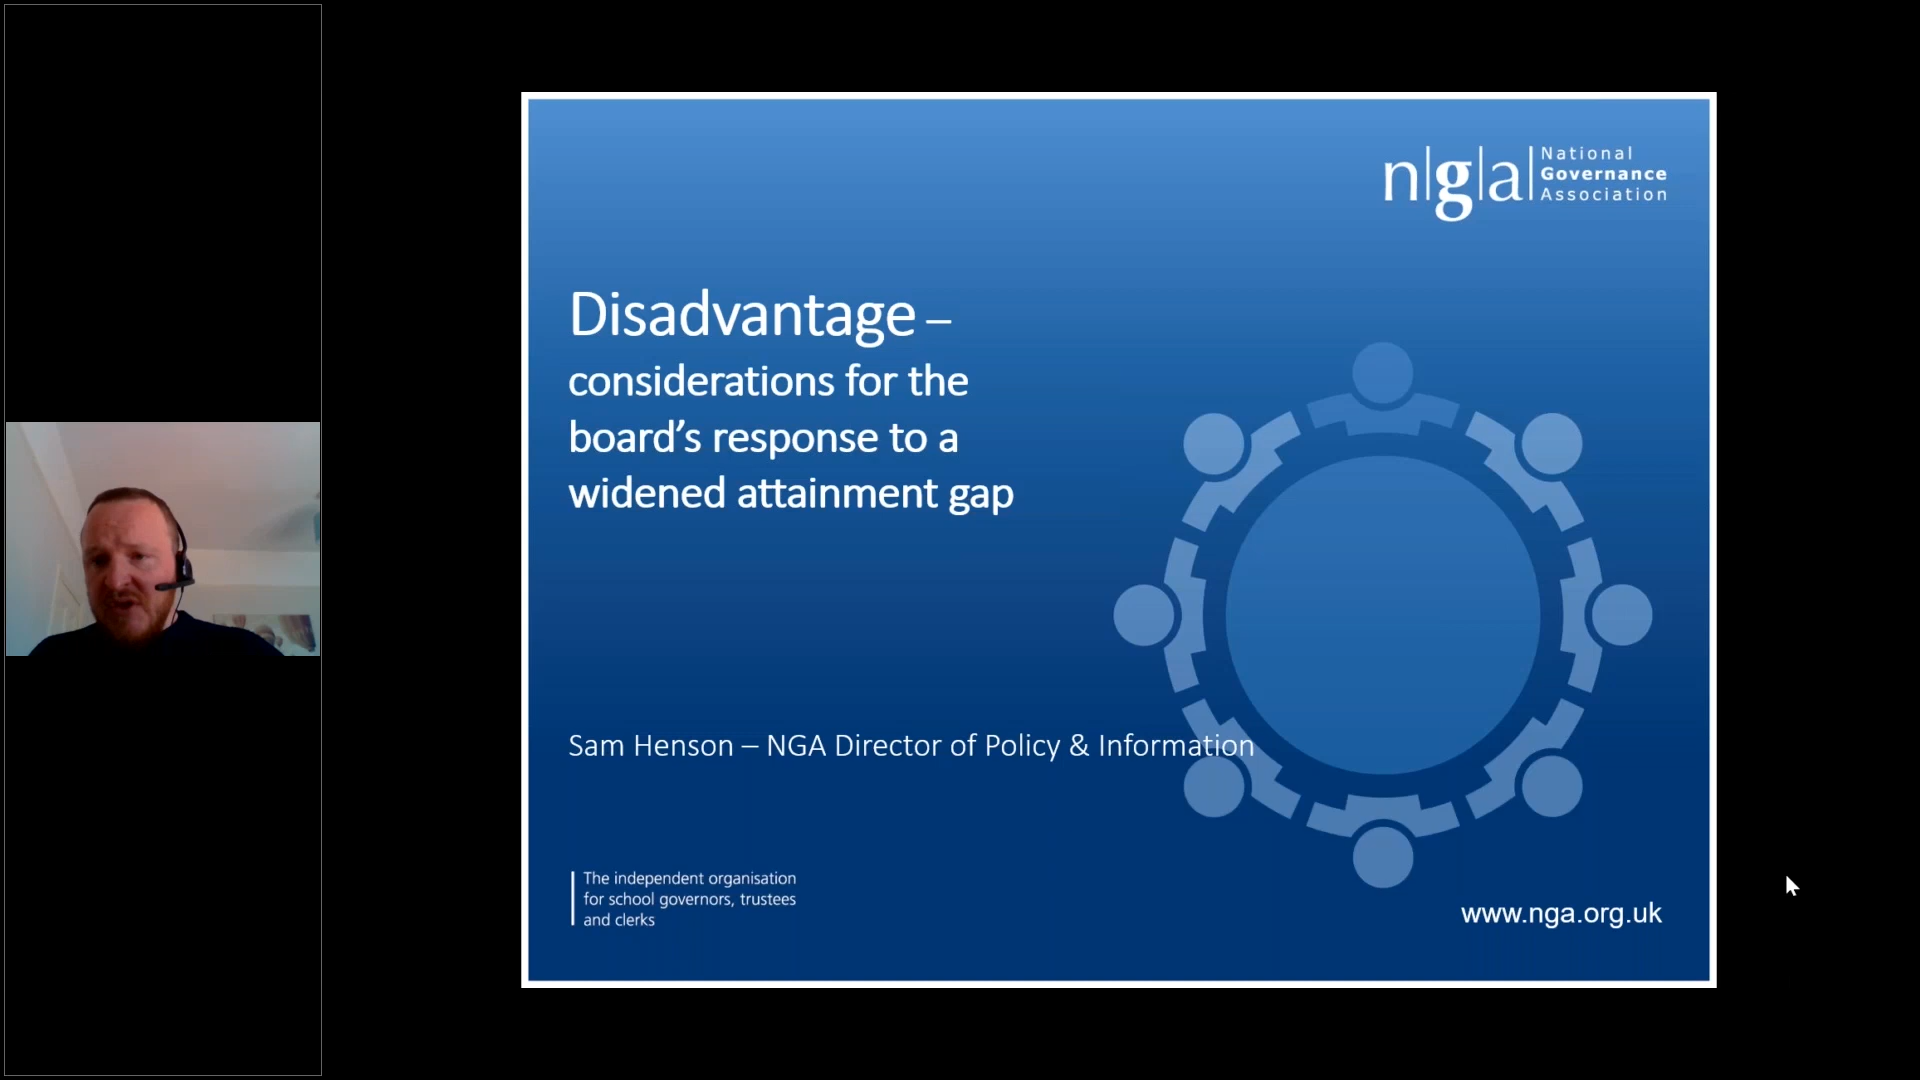 n|g|a|
National
Governance
Association
Disadvantage –
considerations for the
board’s response to a
widened attainment gap
Sam Henson – NGA Director of Policy & Information
The independent organisation
for school governors, trustees
and clerks
www.nga.org.uk